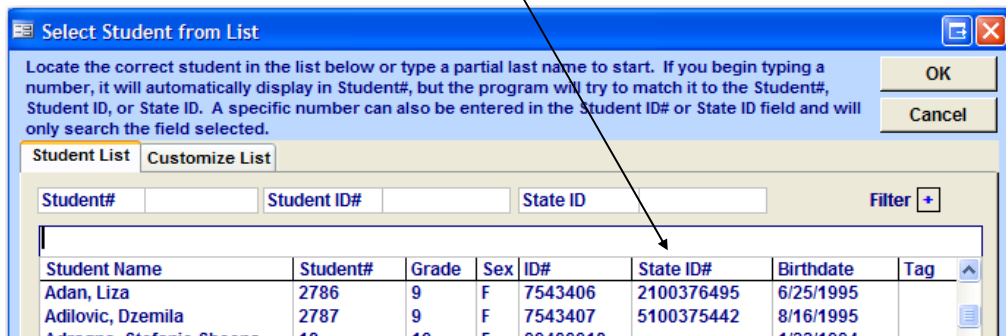 Select Student from List
Locate the correct student in the list below or type a partial last name to start. If you begin typing a
number, it will automatically display in Student#, but the program will try to match it to the Student#,
Student ID, or State ID. A specific number can also be entered in the Student ID# or State ID field and will
only search the field selected.
OK
Cancel
Student List Customize List
Student# Student ID# State ID Filter +
Student Name Student# Grade Sex ID# State ID# Birthdate Tag
Adan, Liza 2786 9 F 7543406 2100376495 6/25/1995
Adilovic, Dzemila 2787 9 F 7543407 5100375442 8/16/1995